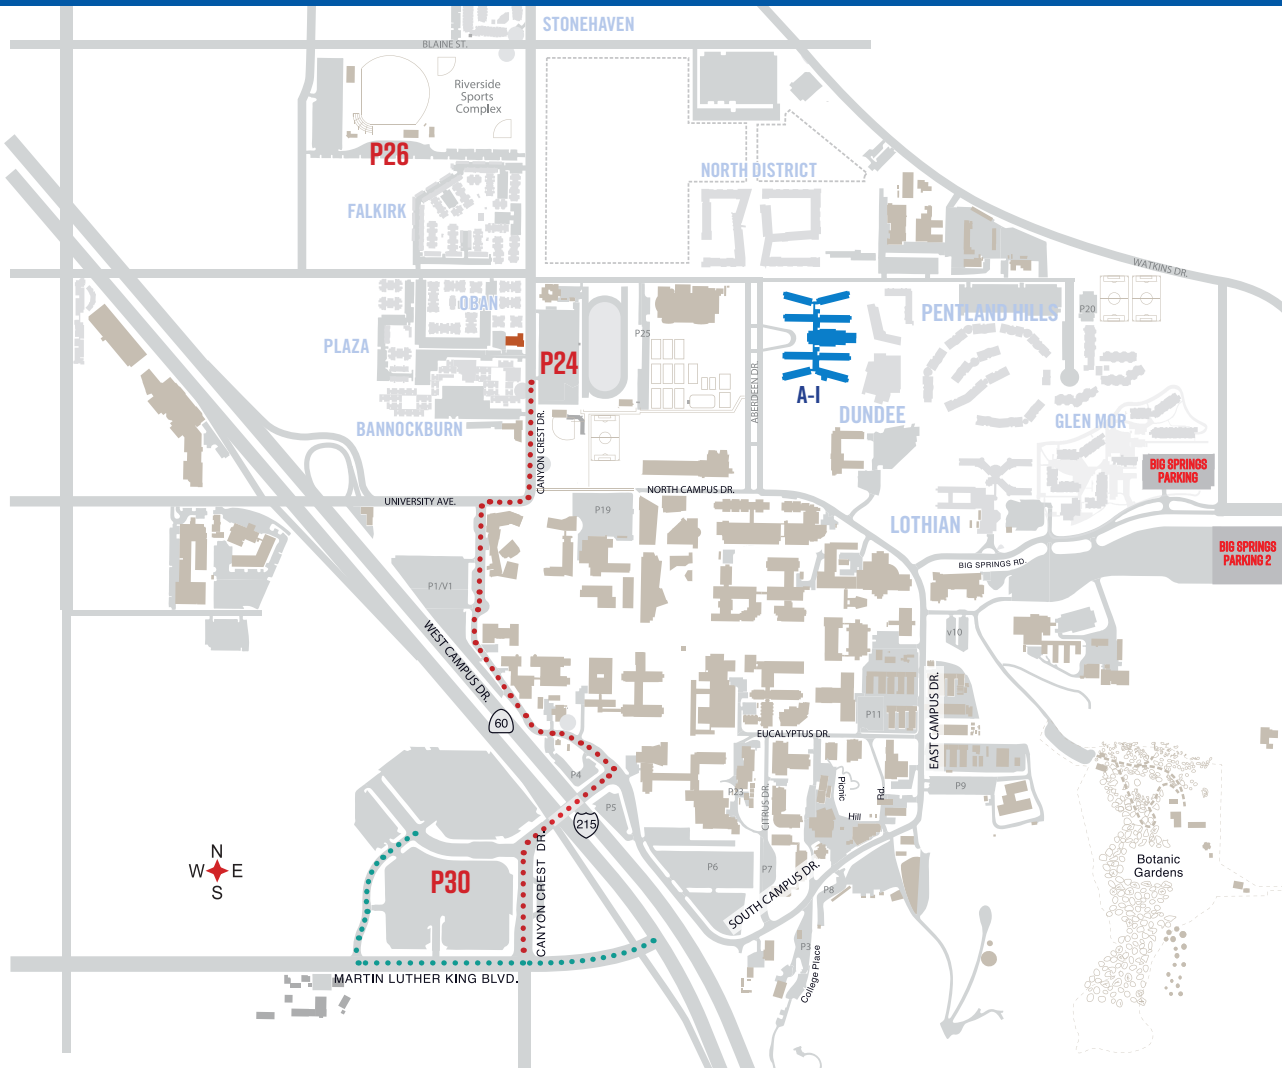 STONEHAVEN
BLAINE ST.
Riverside
Sports
Complex
P26
NORTH DISTRICT
FALKIRK
WATKINS DR.
OBAN
PENTLAND HILLS
P20
P25
PLAZA
P24
ABERDEEN DR.
A-I
DUNDEE
GLEN MOR
BANNOCKBURN
CANYON CREST DR.
BIG SPRINGS
PARKING
NORTH CAMPUS DR.
UNIVERSITY AVE.
P19
LOTHIAN
BIG SPRINGS
PARKING 2
BIG SPRINGS RD.
P1/V1
WEST CAMPUS DR.
v10
60
P11
EAST CAMPUS DR.
EUCALYPTUS DR.
P4
P23
CITRUS DR.
Picnic
Hill
Rd.
P9
P5
215
N
W E
S
CANYON CREST DR.
P30
P6
P7
SOUTH CAMPUS DR.
P8
Botanic
Gardens
P3
College Place
MARTIN LUTHER KING BLVD.